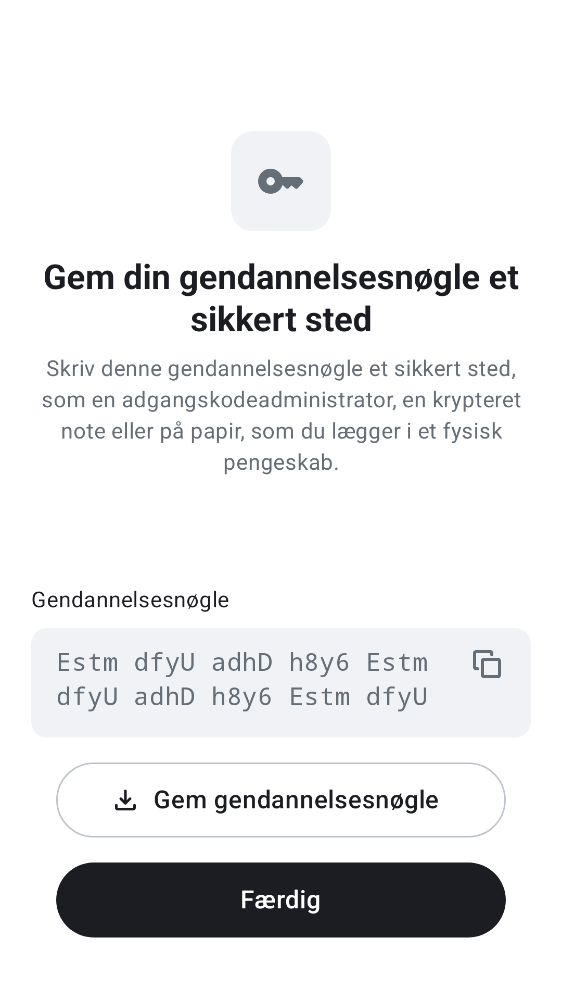 Gem din gendannelsesnøgle et
sikkert sted
Skriv denne gendannelsesnøgle et sikkert sted,
som en adgangskodeadministrator, en krypteret
note eller på papir, som du lægger i et fysisk
pengeskab.
Gendannelsesnøgle
Estm dfyU adhD h8y6 Estm
dfyU adhD h8y6 Estm dfyU
Gem gendannelsesnøgle
Færdig